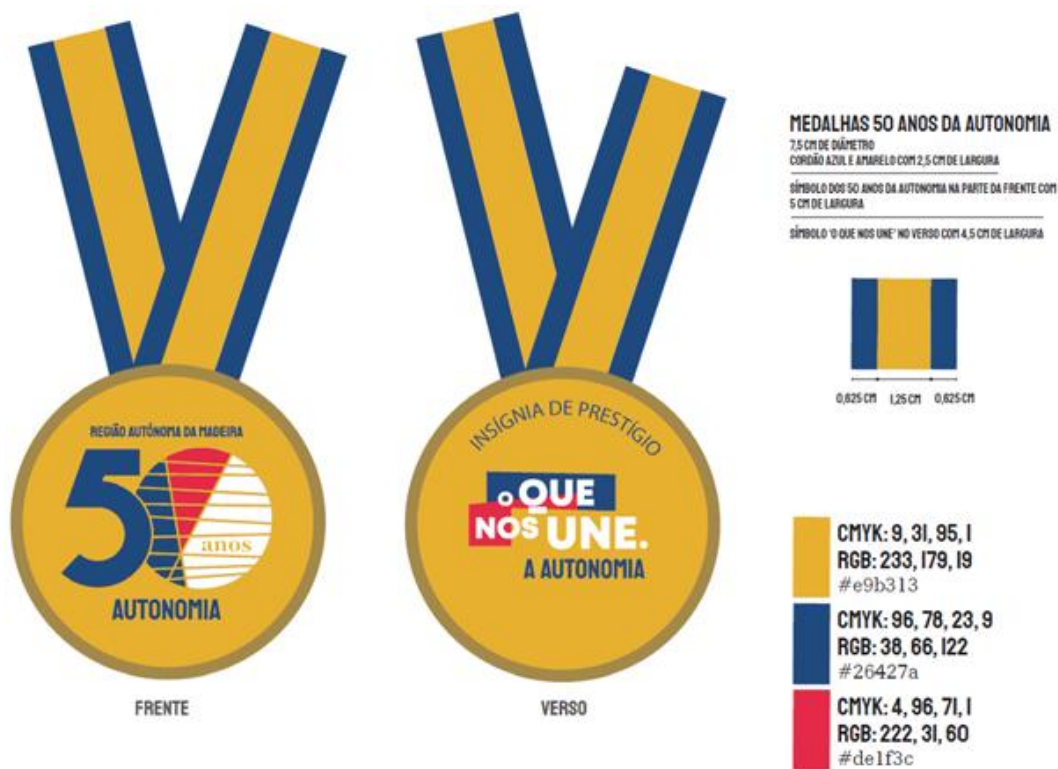 REGIÃO AUTÓNOMA DA MADEIRA
50
anos
AUTONOMIA
FRENTE
INSÍGNIA DE PRESTÍGIO
O QUE
NOS UNE.
A AUTONOMIA
VERSO
MEDALHAS 50 ANOS DA AUTONOMIA
7,5 CM DE DIÂMETRO
CORDÃO AZUL E AMARELO COM 2,5 CM DE LARGURA
SÍMBOLO DOS 50 ANOS DA AUTONOMIA NA PARTE DA FRENTE COM
5 CM DE LARGURA
SÍMBOLO 'O QUE NOS UNE' NO VERSO COM 4,5 CM DE LARGURA
0,625 CM 1,25 CM 0,625 CM
CMYK: 9, 31, 95, 1
RGB: 233, 179, 19
#e9b313
CMYK: 96, 78, 23, 9
RGB: 38, 66, 122
#26427a
CMYK: 4, 96, 71, 1
RGB: 222, 31, 60
#de1f3c